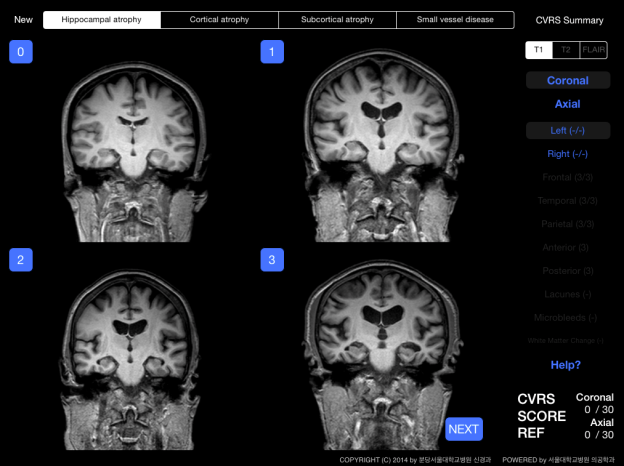 New
Hippocampal atrophy
Cortical atrophy
Subcortical atrophy
Small vessel disease
CVRS Summary
0
1
T1
T2
FLAIR
Coronal
Axial
Left (-/-)
Right (-/-)
Frontal (3/3)
Temporal (3/3)
Parietal (3/3)
Anterior (3)
Posterior (3)
Lacunes (-)
Microbleeds (-)
White Matter Change (-)
Help?
2
3
NEXT
CVRS
SCORE
REF
Coronal
0 / 30
Axial
0 / 30
COPYRIGHT (C) 2014 by 분당서울대학교병원 신경과
POWERED by 서울대학교병원 의공학과